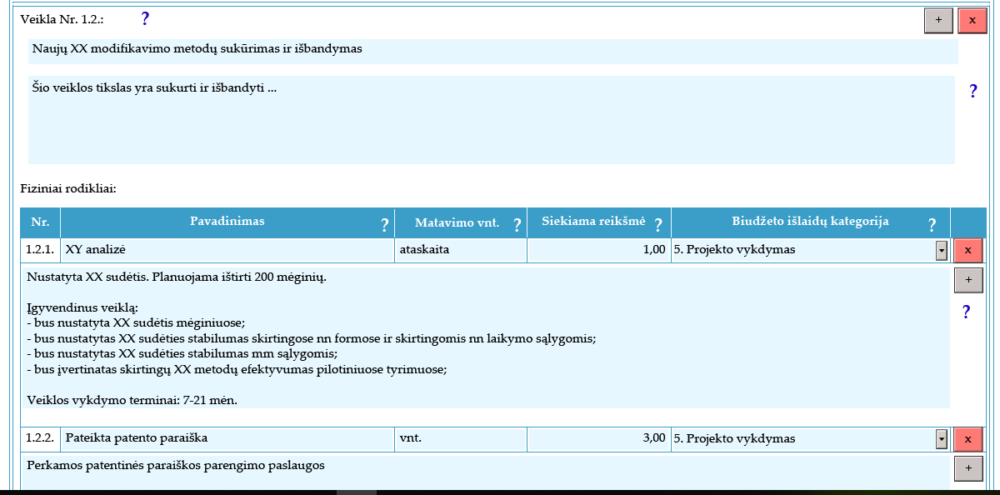 Veikla Nr. 1.2.: ? + x
Naujų XX modifikavimo metodų sukūrimas ir išbandymas
Šio veiklos tikslas yra sukurti ir išbandyti ...
?
Fiziniai rodikliai:
Nr. Pavadinimas ? Matavimo vnt. ? Siekiama reikšmė ? Biudžeto išlaidų kategorija ?
1.2.1. XY analizė ataskaita 1,00 5. Projekto vykdymas x
Nustatyta XX sudėtis. Planuojama ištirti 200 mėginių. +
Įgyvendinus veiklą: ?
- bus nustatyta XX sudėtis mėginiuose;
- bus nustatytas XX sudėties stabilumas skirtingose nn formose ir skirtingomis nn laikymo sąlygomis;
- bus nustatytas XX sudėties stabilumas mm sąlygomis;
- bus įvertinatas skirtingų XX metodų efektyvumas pilotiniuose tyrimuose;
Veiklos vykdymo terminai: 7-21 mėn.
1.2.2. Pateikta patento paraiška vnt. 3,00 5. Projekto vykdymas x
Perkamos patentinės paraiškos parengimo paslaugos +